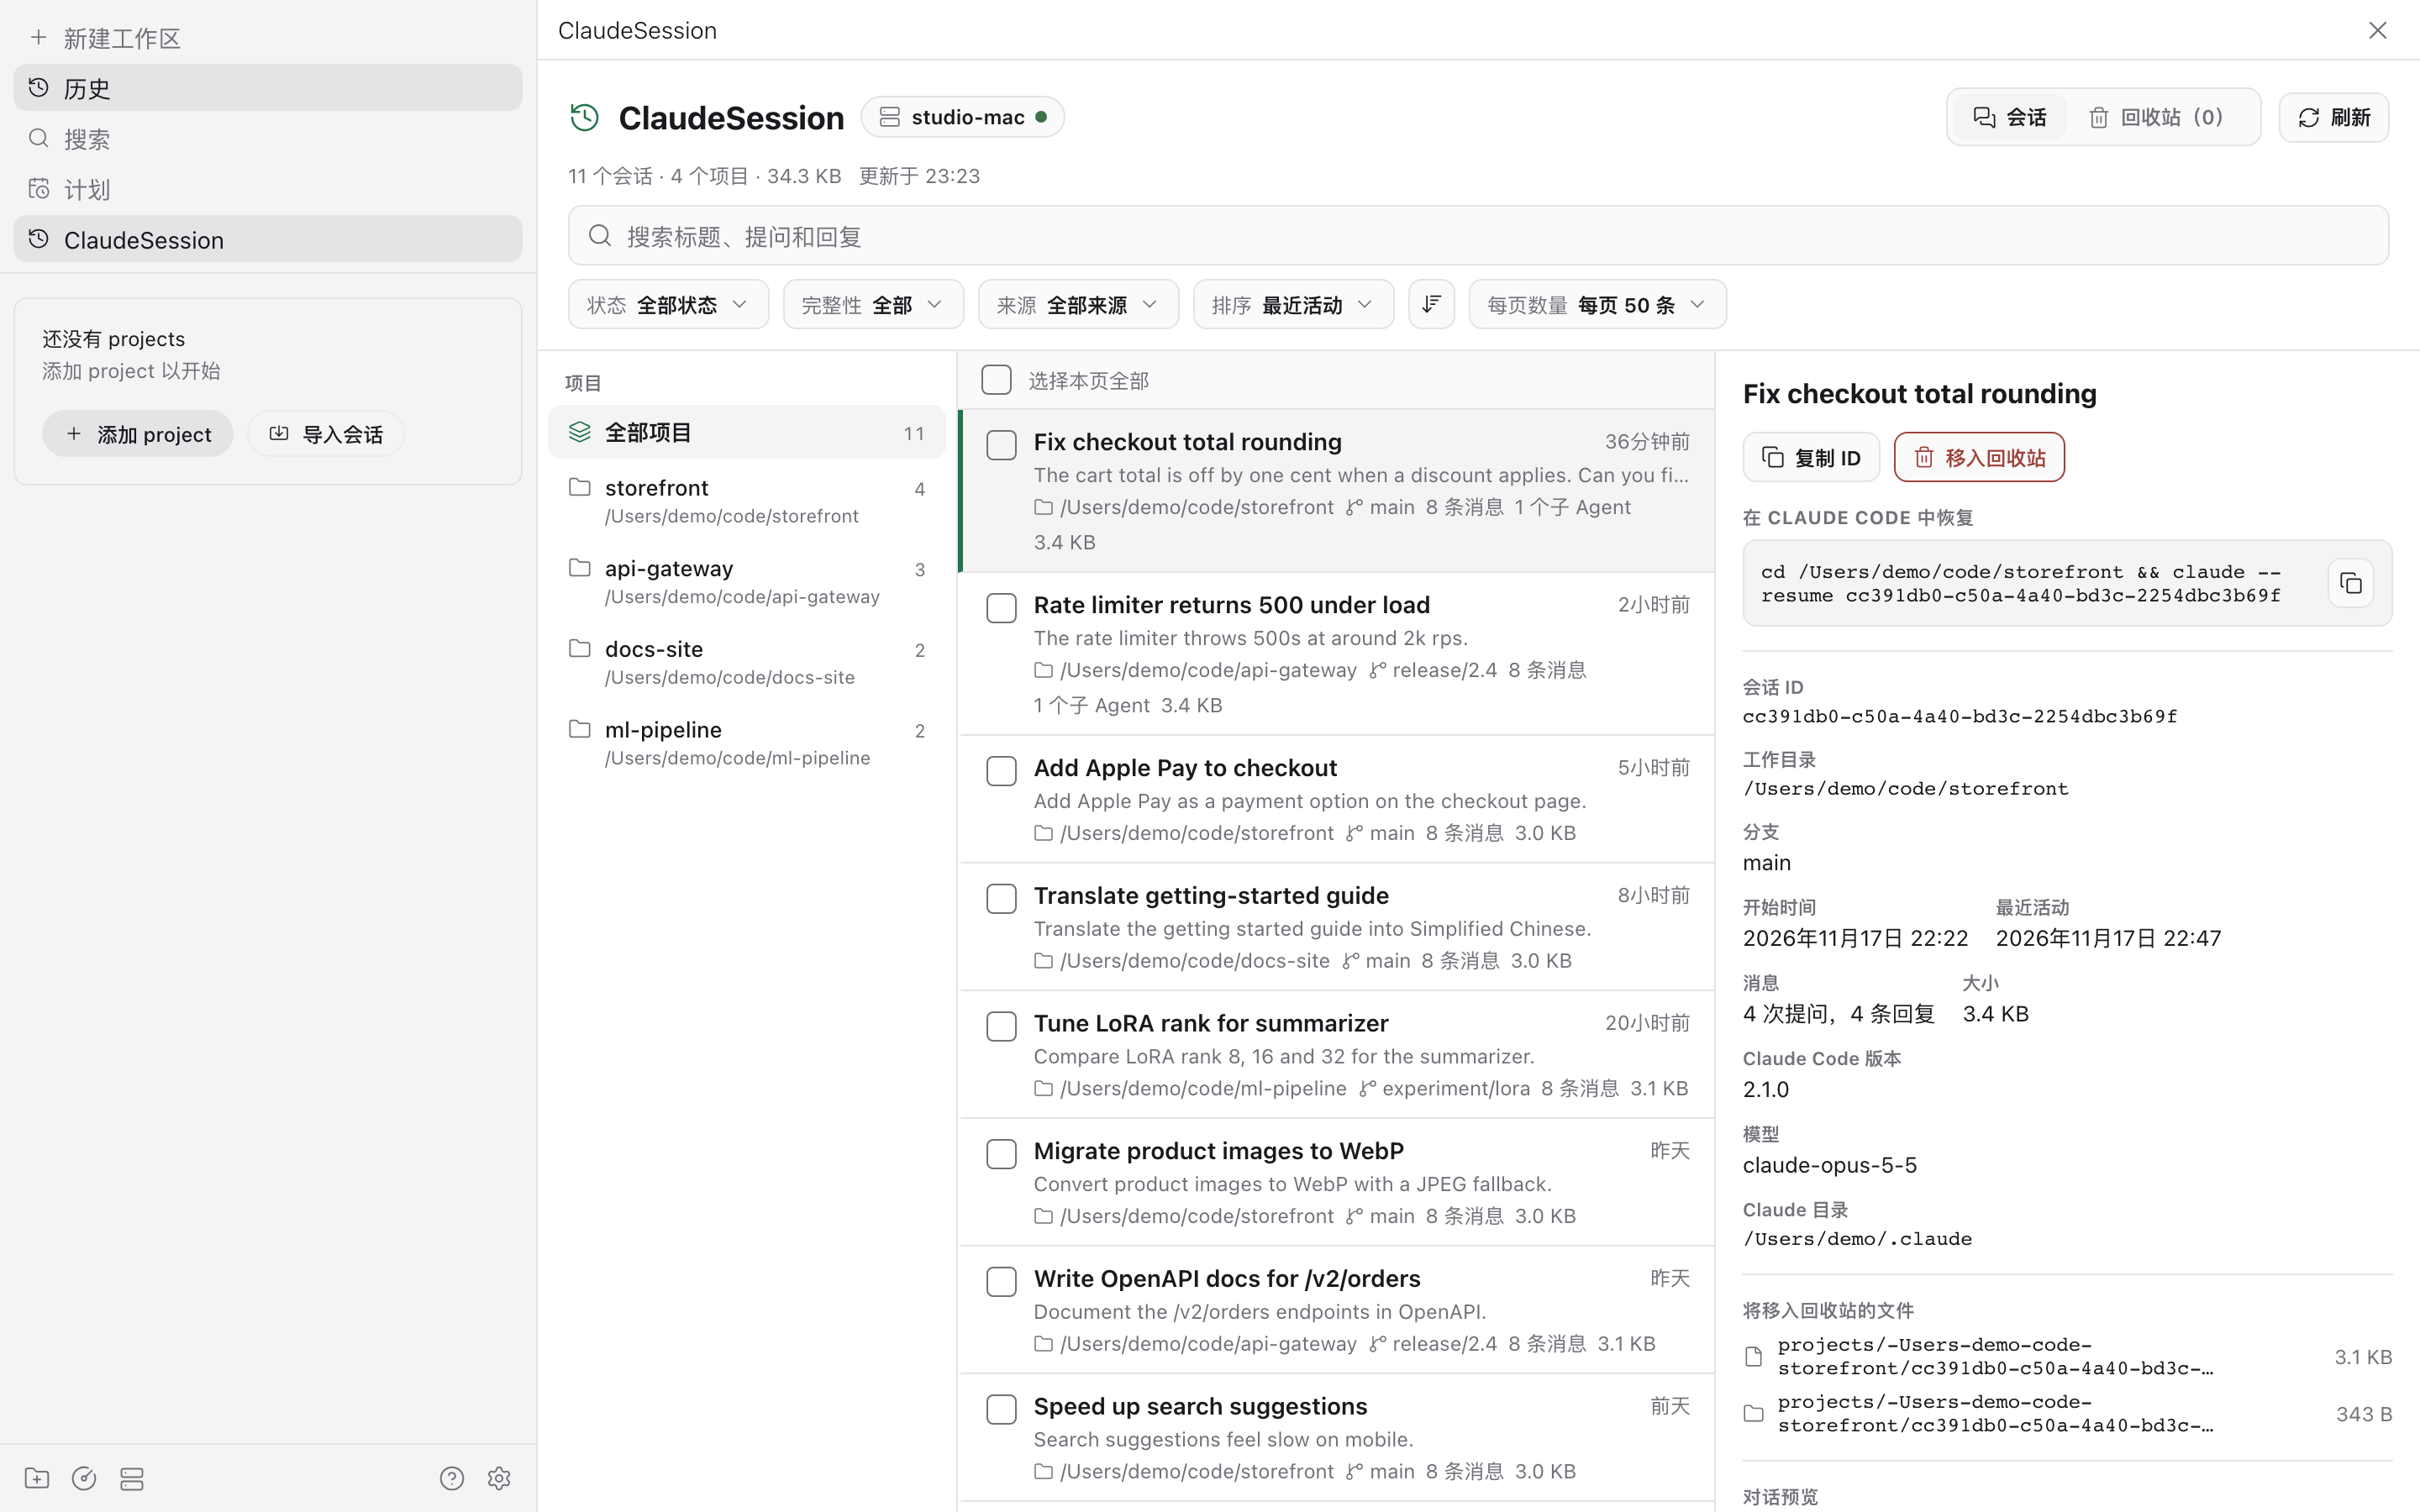 新建工作区
历史
搜索
计划
ClaudeSession
还没有 projects
添加 project 以开始
添加 project
导入会话
ClaudeSession
ClaudeSession
studio-mac
会话
回收站（0）
刷新
11 个会话 · 4 个项目 · 34.3 KB 更新于 23:23
搜索标题、提问和回复
状态 全部状态
完整性 全部
来源 全部来源
排序 最近活动
每页数量 每页 50 条
项目
全部项目 11
storefront 4
/Users/demo/code/storefront
api-gateway 3
/Users/demo/code/api-gateway
docs-site 2
/Users/demo/code/docs-site
ml-pipeline 2
/Users/demo/code/ml-pipeline
选择本页全部
Fix checkout total rounding 36分钟前
The cart total is off by one cent when a discount applies. Can you fi...
/Users/demo/code/storefront main 8 条消息 1 个子 Agent
3.4 KB
Rate limiter returns 500 under load 2小时前
The rate limiter throws 500s at around 2k rps.
/Users/demo/code/api-gateway release/2.4 8 条消息
1 个子 Agent 3.4 KB
Add Apple Pay to checkout 5小时前
Add Apple Pay as a payment option on the checkout page.
/Users/demo/code/storefront main 8 条消息 3.0 KB
Translate getting-started guide 8小时前
Translate the getting started guide into Simplified Chinese.
/Users/demo/code/docs-site main 8 条消息 3.0 KB
Tune LoRA rank for summarizer 20小时前
Compare LoRA rank 8, 16 and 32 for the summarizer.
/Users/demo/code/ml-pipeline experiment/lora 8 条消息 3.1 KB
Migrate product images to WebP 昨天
Convert product images to WebP with a JPEG fallback.
/Users/demo/code/storefront main 8 条消息 3.0 KB
Write OpenAPI docs for /v2/orders 昨天
Document the /v2/orders endpoints in OpenAPI.
/Users/demo/code/api-gateway release/2.4 8 条消息 3.1 KB
Speed up search suggestions 前天
Search suggestions feel slow on mobile.
/Users/demo/code/storefront main 8 条消息 3.0 KB
Fix checkout total rounding
复制 ID
移入回收站
在 CLAUDE CODE 中恢复
cd /Users/demo/code/storefront && claude --
resume cc391db0-c50a-4a40-bd3c-2254dbc3b69f
会话 ID
cc391db0-c50a-4a40-bd3c-2254dbc3b69f
工作目录
/Users/demo/code/storefront
分支
main
开始时间 最近活动
2026年11月17日 22:22 2026年11月17日 22:47
消息 大小
4 次提问，4 条回复 3.4 KB
Claude Code 版本
2.1.0
模型
claude-opus-5-5
Claude 目录
/Users/demo/.claude
将移入回收站的文件
projects/-Users-demo-code-
storefront/cc391db0-c50a-4a40-bd3c-… 3.1 KB
projects/-Users-demo-code-
storefront/cc391db0-c50a-4a40-bd3c-… 343 B
对话预览